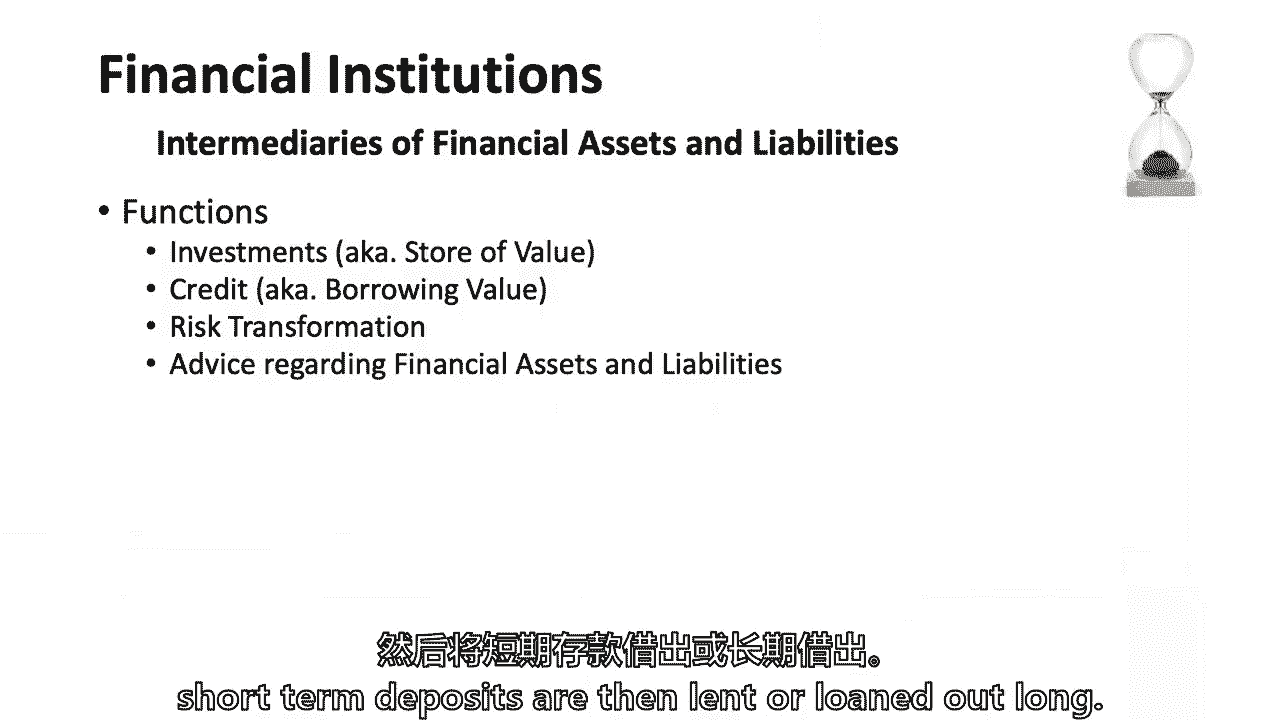 Financial Institutions
Intermediaries of Financial Assets and Liabilities
• Functions
• Investments (aka. Store of Value)
• Credit (aka. Borrowing Value)
• Risk Transformation
• Advice regarding Financial Assets and Liabilities
然后将短期存款借出或长期借出。
short term deposits are then lent or loaned out long.